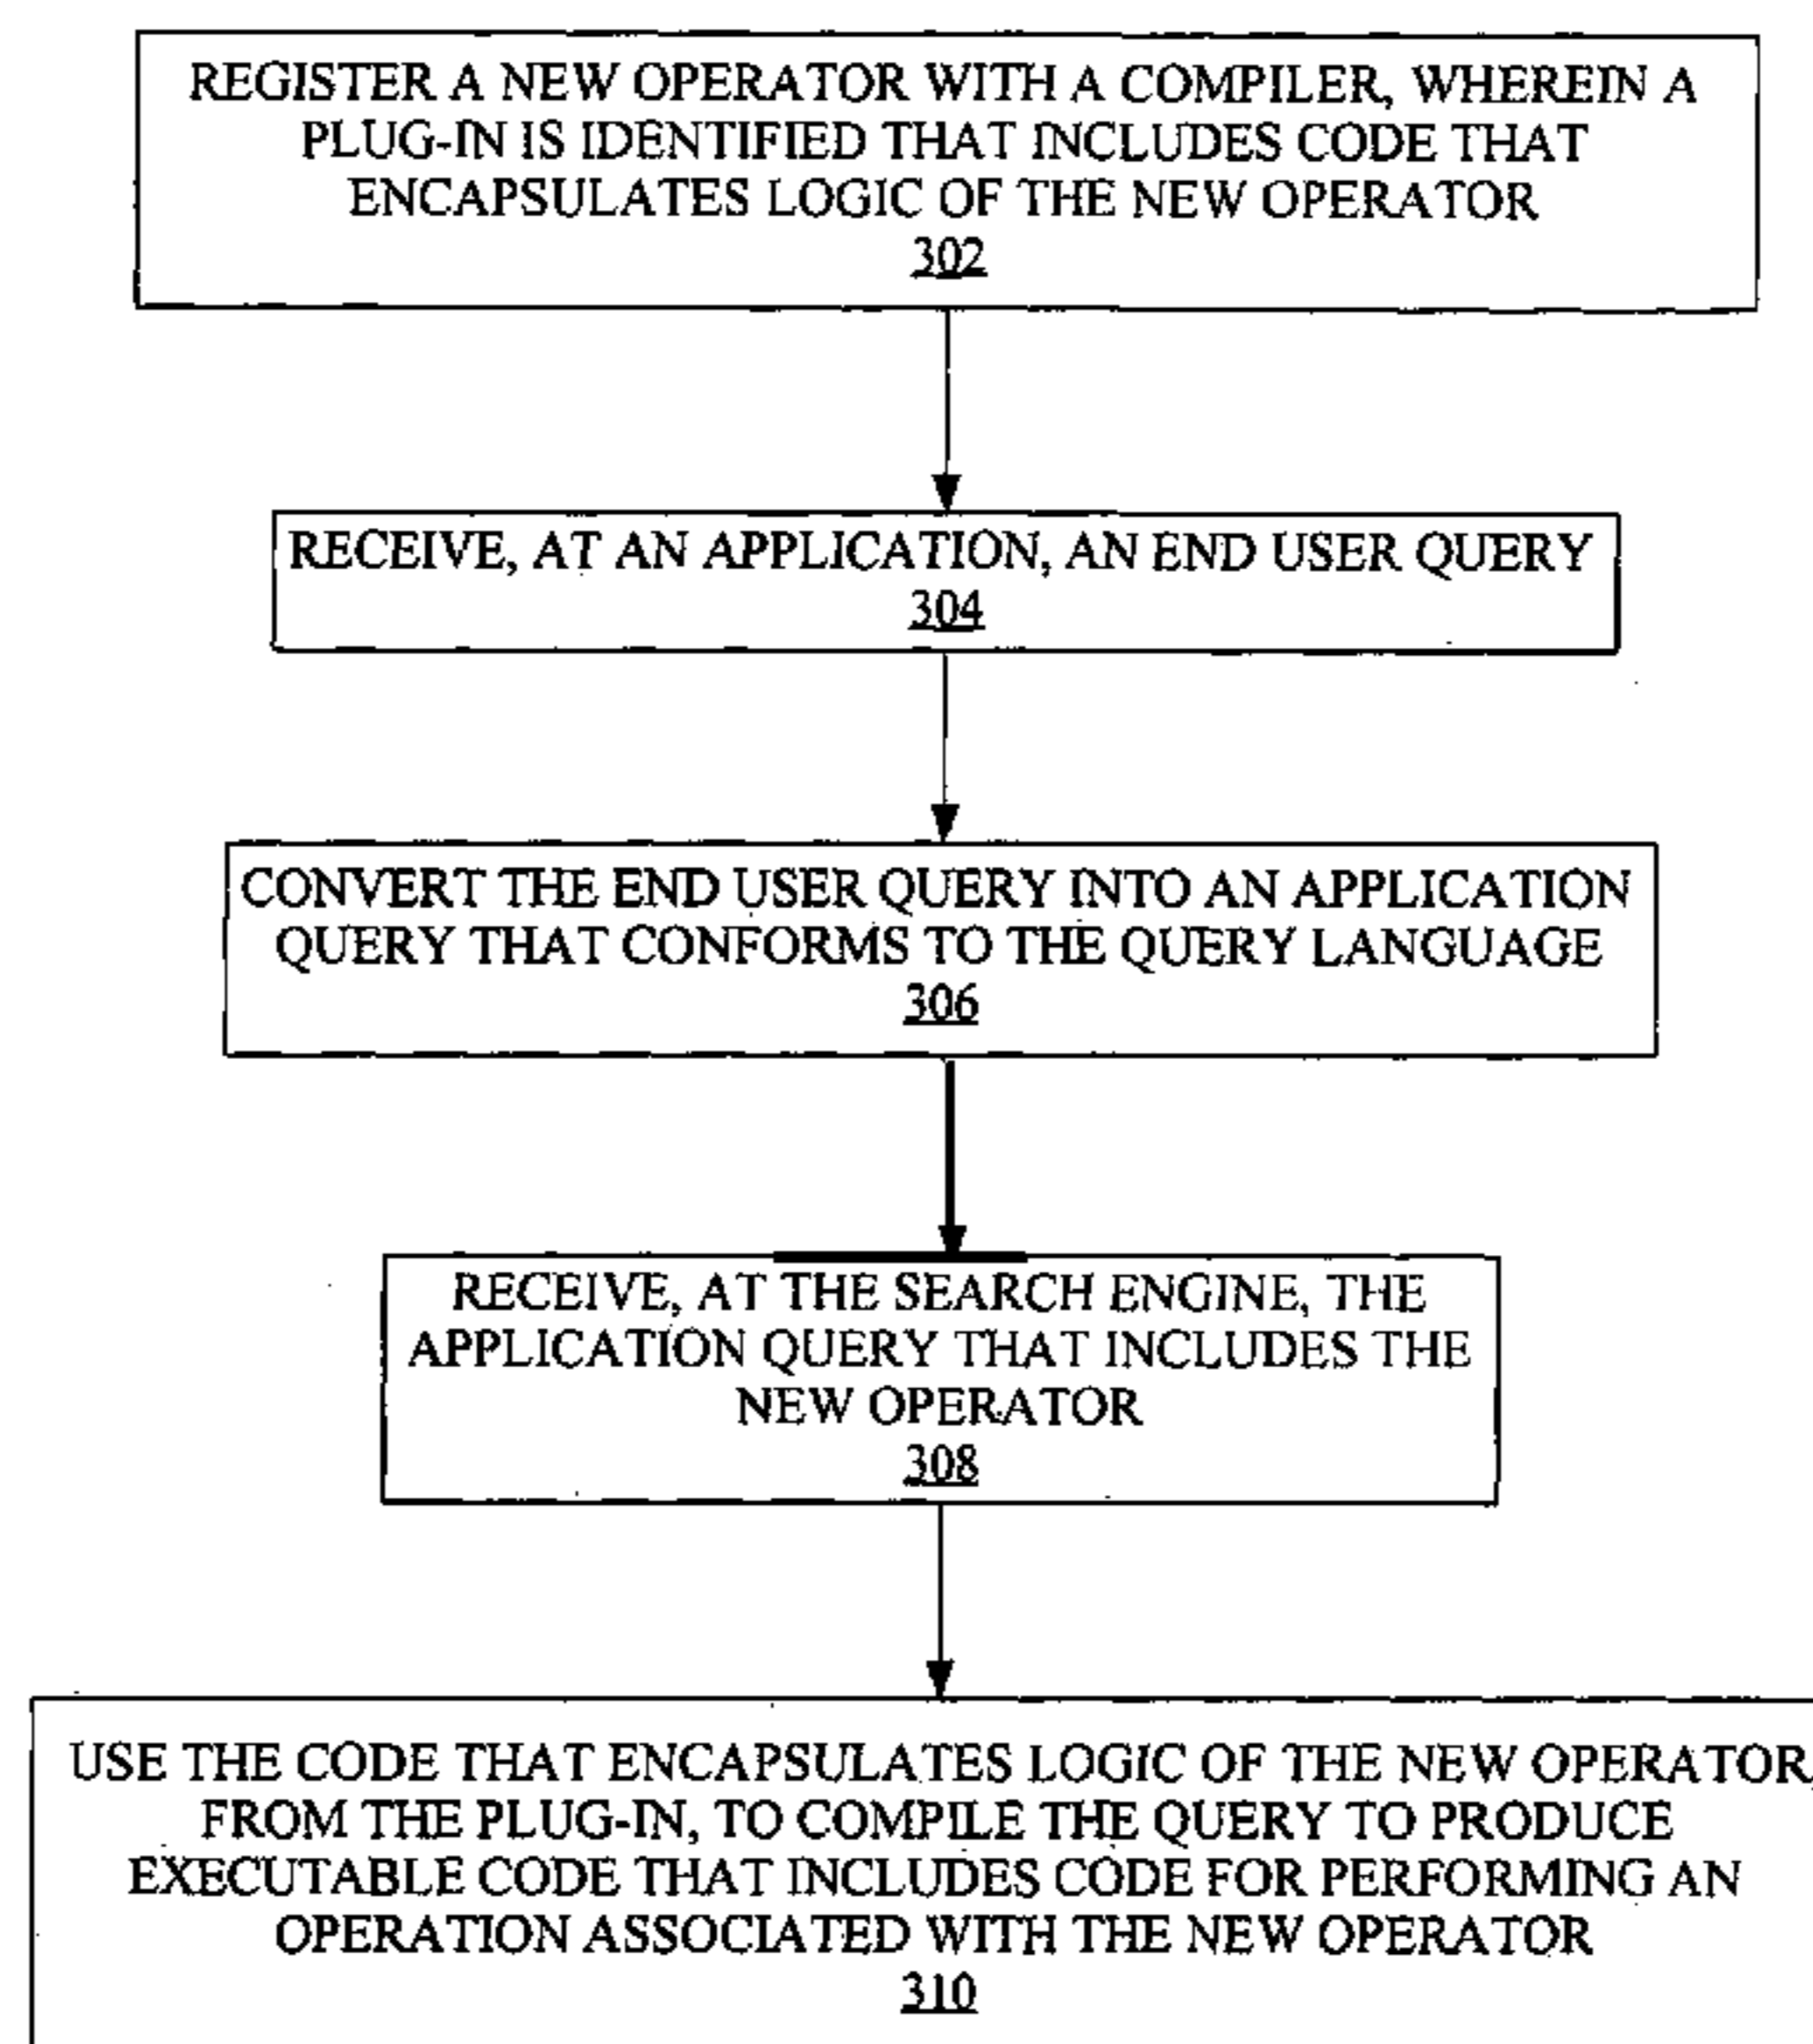 REGISTER A NEW OPERATOR WITH A COMPILER, WHEREIN A
PLUG-IN IS IDENTIFIED THAT INCLUDES CODE THAT
ENCAPSULATES LOGIC OF THE NEW OPERATOR
302
RECEIVE, AT AN APPLICATION, AN END USER QUERY
304
CONVERT THE END USER QUERY INTO AN APPLICATION
QUERY THAT CONFORMS TO THE QUERY LANGUAGE
306
RECEIVE, AT THE SEARCH ENGINE, THE
APPLICATION QUERY THAT INCLUDES THE
NEW OPERATOR
308
USE THE CODE THAT ENCAPSULATES LOGIC OF THE NEW OPERATOR,
FROM THE PLUG-IN, TO COMPILE THE QUERY TO PRODUCE
EXECUTABLE CODE THAT INCLUDES CODE FOR PERFORMING AN
OPERATION ASSOCIATED WITH THE NEW OPERATOR
310